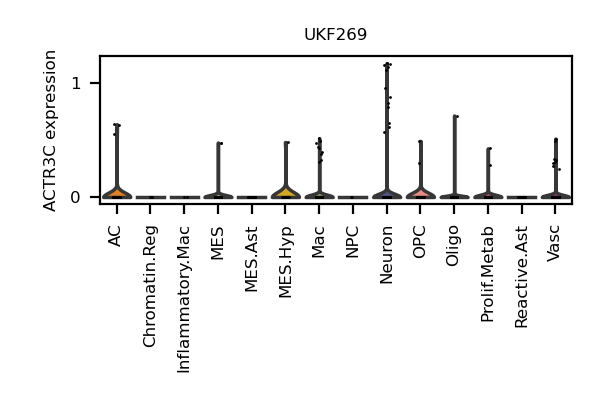 UKF269
ACTR3C expression
1
0
AC
Chromatin.Reg
Inflammatory.Mac
MES
MES.Ast
MES.Hyp
Mac
NPC
Neuron
OPC
Oligo
Prolif.Metab
Reactive.Ast
Vasc